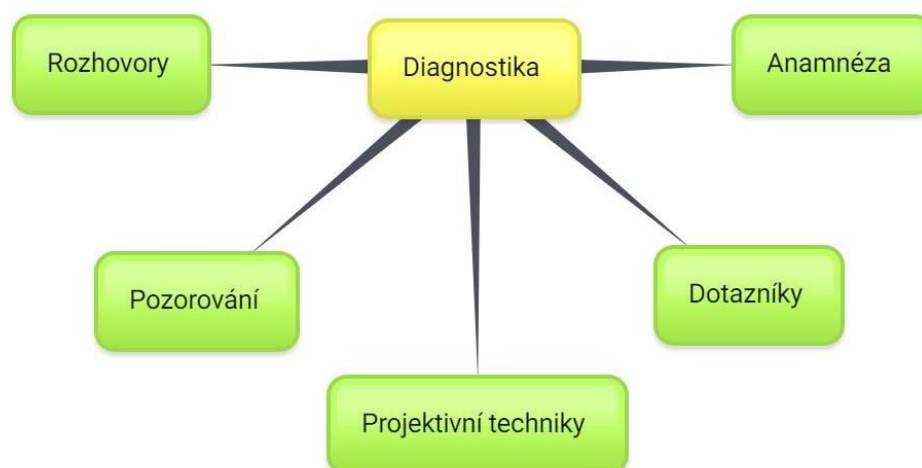 Rozhovory
Diagnostika
Anamnéza
Pozorování
Dotazníky
Projektivní techniky